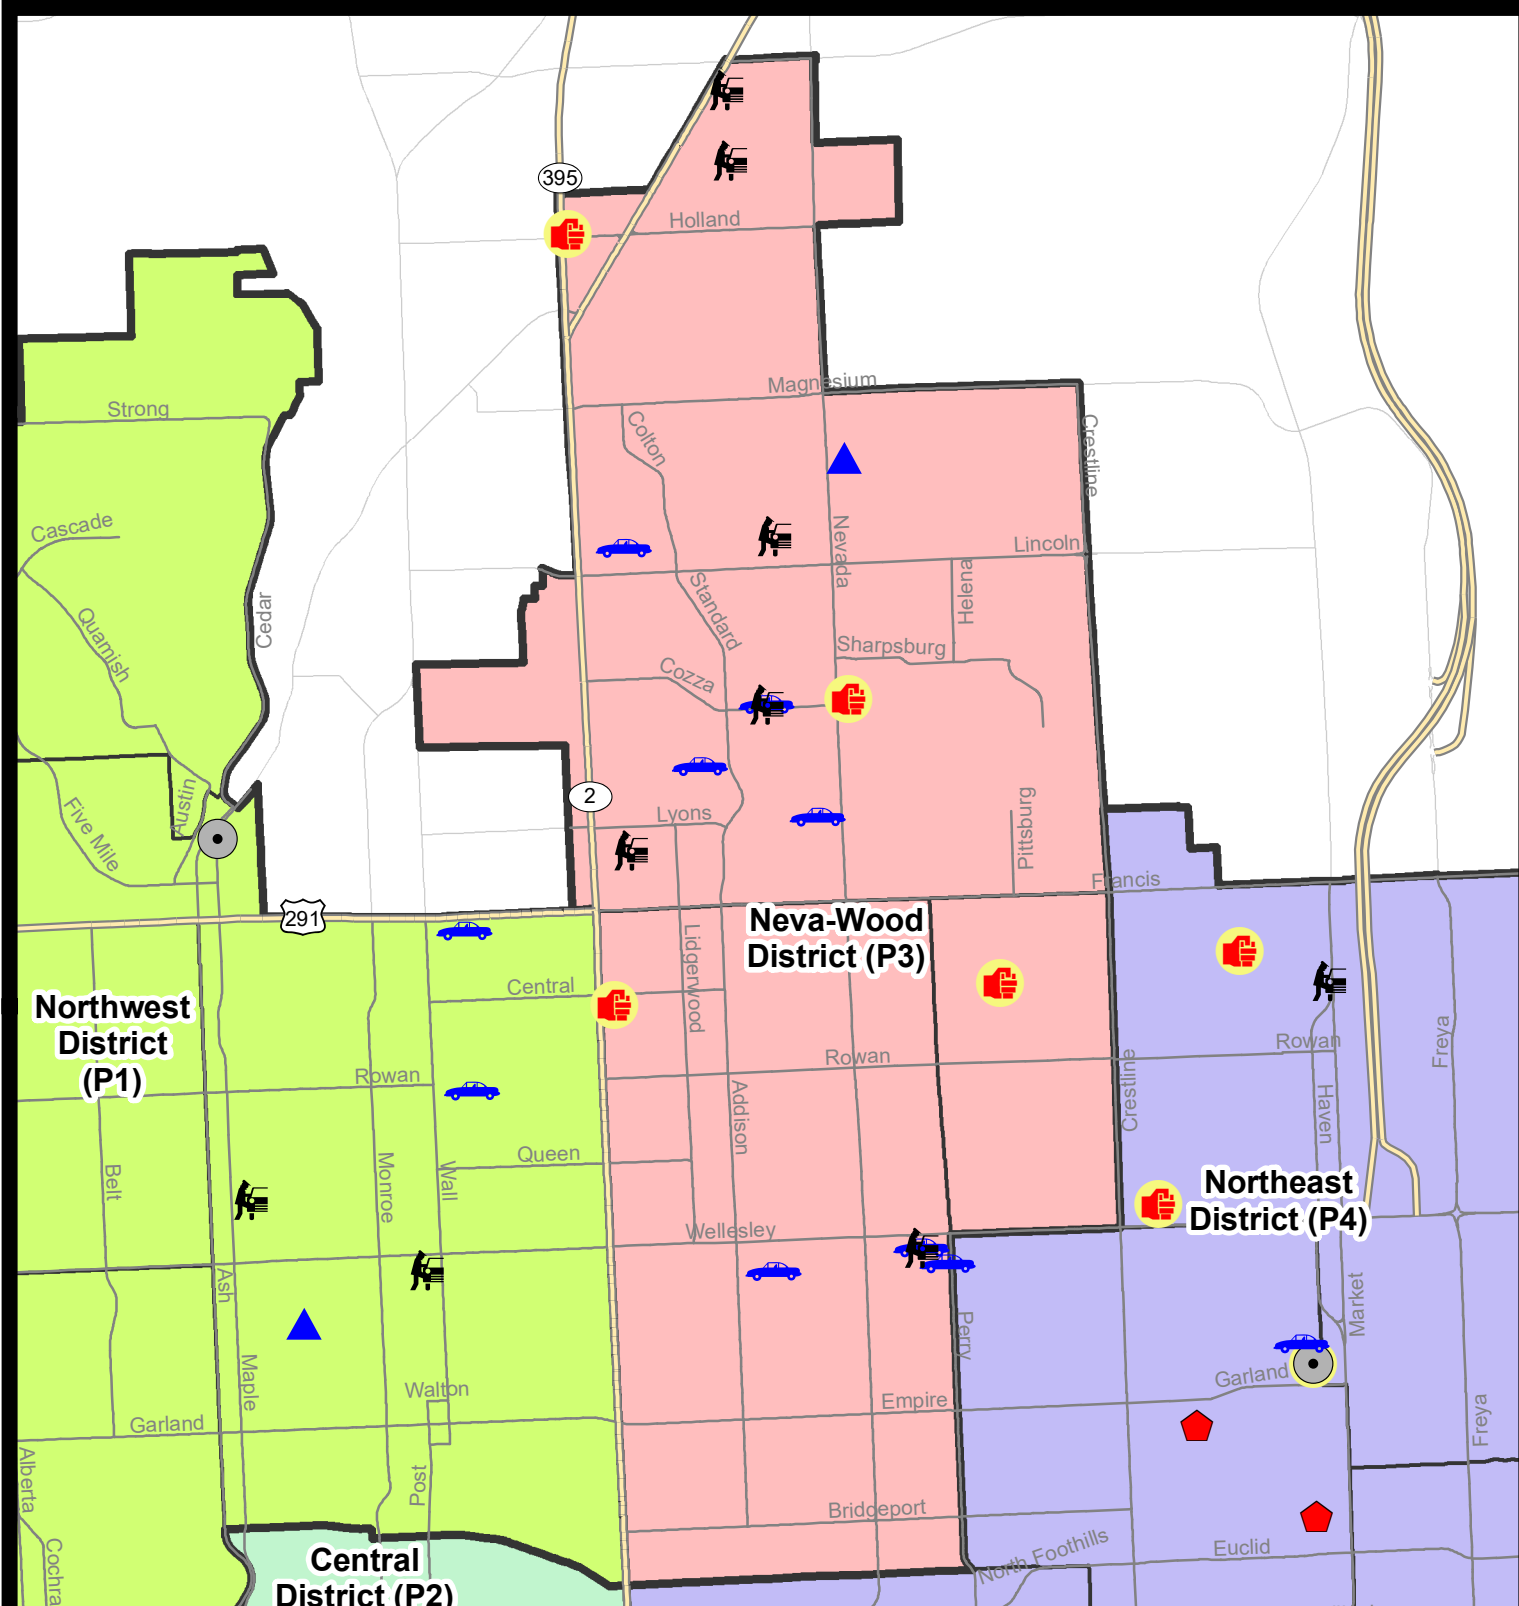 395
Holland
Magnesium
Strong
Colton
Crestline
Cascade
Nevada
Lincoln
Helena
Cedar
Quamish
Standard
Sharpsburg
Cozza
2
Austin
Five Mile
Lyons
Pittsburg
Francis
291
Neva-Wood
District (P3)
Lidgerwood
Central
Northwest
District
(P1)
Rowan
Rowan
Rowan
Freya
Crestline
Haven
Addison
Queen
Belt
Monroe
Wall
Northeast
District (P4)
Wellesley
Ash
Market
Perry
Maple
Walton
Garland
Empire
Garland
Freya
Alberta
Post
Bridgeport
North Foothills
Euclid
Cochra
Central
District (P2)